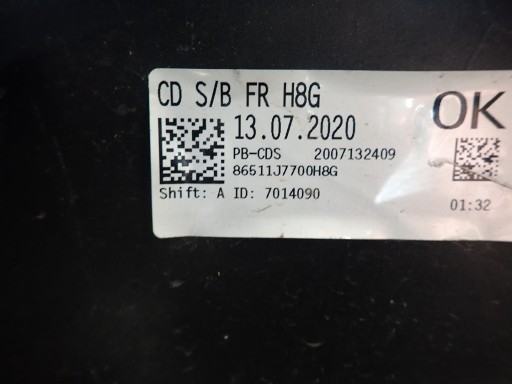 CD S/B FR H8G
OK
13.07.2020
PB-CDS 2007132409
86511J7700H8G
Shift: A ID: 7014090
01:32